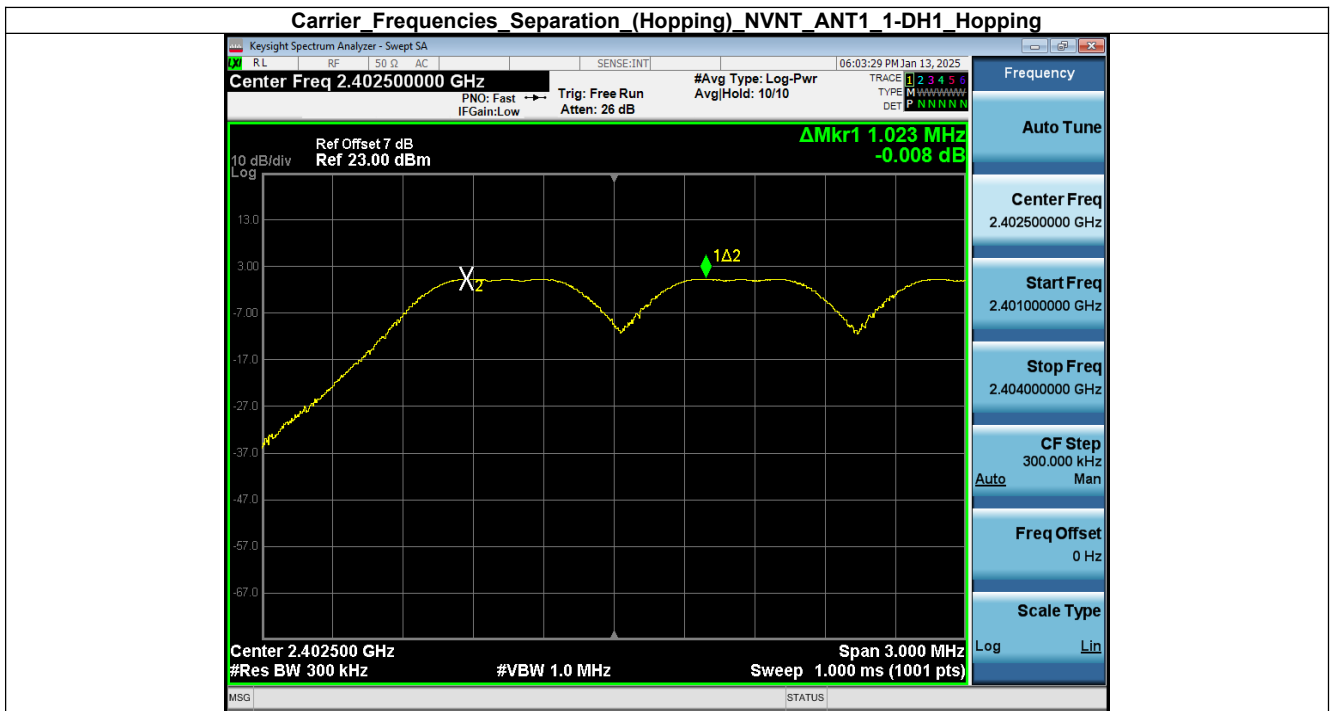 Carrier_Frequencies_Separation_(Hopping)_NVNT_ANT1_1-DH1_Hopping
Keysight Spectrum Analyzer - Swept SA
LXI RL RF 50 Ω AC SENSE:INT 06:03:29 PM Jan 13, 2025
Center Freq 2.402500000 GHz
PNO: Fast
IFGain:Low
Trig: Free Run
Atten: 26 dB
#Avg Type: Log-Pwr
Avg|Hold: 10/10
TRACE 1 2 3 4 5 6
TYPE M WWWWW
DET P N N N N N
ΔMkr1 1.023 MHz
-0.008 dB
Ref Offset 7 dB
10 dB/div Ref 23.00 dBm
Log
13.0
3.00
-7.00
-17.0
-27.0
-37.0
-47.0
-57.0
-67.0
1Δ2
2
Center 2.402500 GHz Span 3.000 MHz
#Res BW 300 kHz #VBW 1.0 MHz Sweep 1.000 ms (1001 pts)
MSG STATUS
Frequency
Auto Tune
Center Freq
2.402500000 GHz
Start Freq
2.401000000 GHz
Stop Freq
2.404000000 GHz
CF Step
300.000 kHz
Auto Man
Freq Offset
0 Hz
Scale Type
Log Lin